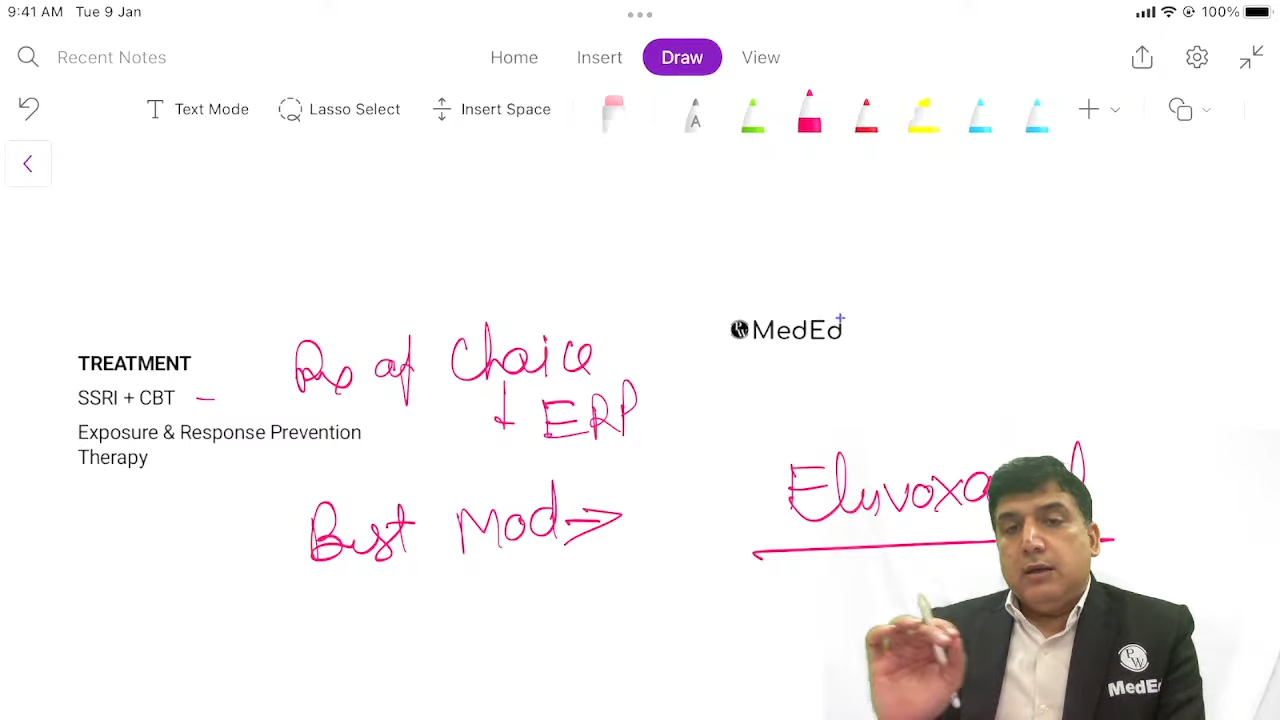 9:41 AM Tue 9 Jan
100%
Recent Notes
Home Insert Draw View
Text Mode Lasso Select Insert Space
A
MedEd+
TREATMENT
Rx of Choice
SSRI + CBT –
↓ ERP
Exposure & Response Prevention
Therapy
Best Mod →
PW
MedEd